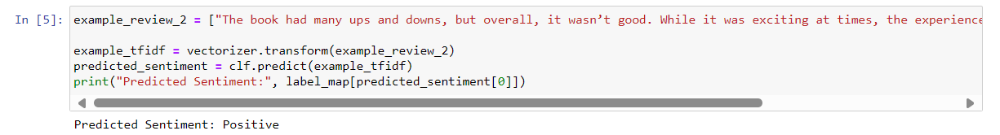 In [5]: example_review_2 = ["The book had many ups and downs, but overall, it wasn’t good. While it was exciting at times, the experience
example_tfidf = vectorizer.transform(example_review_2)
predicted_sentiment = clf.predict(example_tfidf)
print("Predicted Sentiment:", label_map[predicted_sentiment[0]])
Predicted Sentiment: Positive